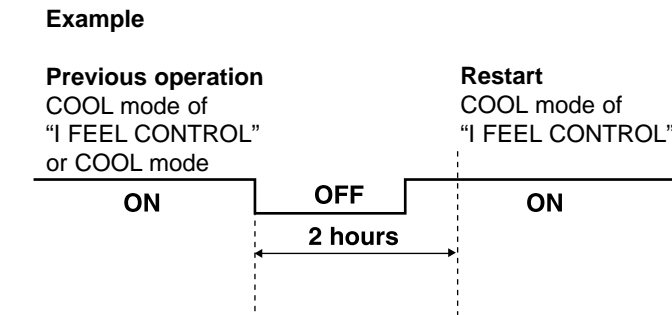 Example
Previous operation
COOL mode of
“I FEEL CONTROL”
or COOL mode
Restart
COOL mode of
“I FEEL CONTROL”
ON
OFF
ON
2 hours